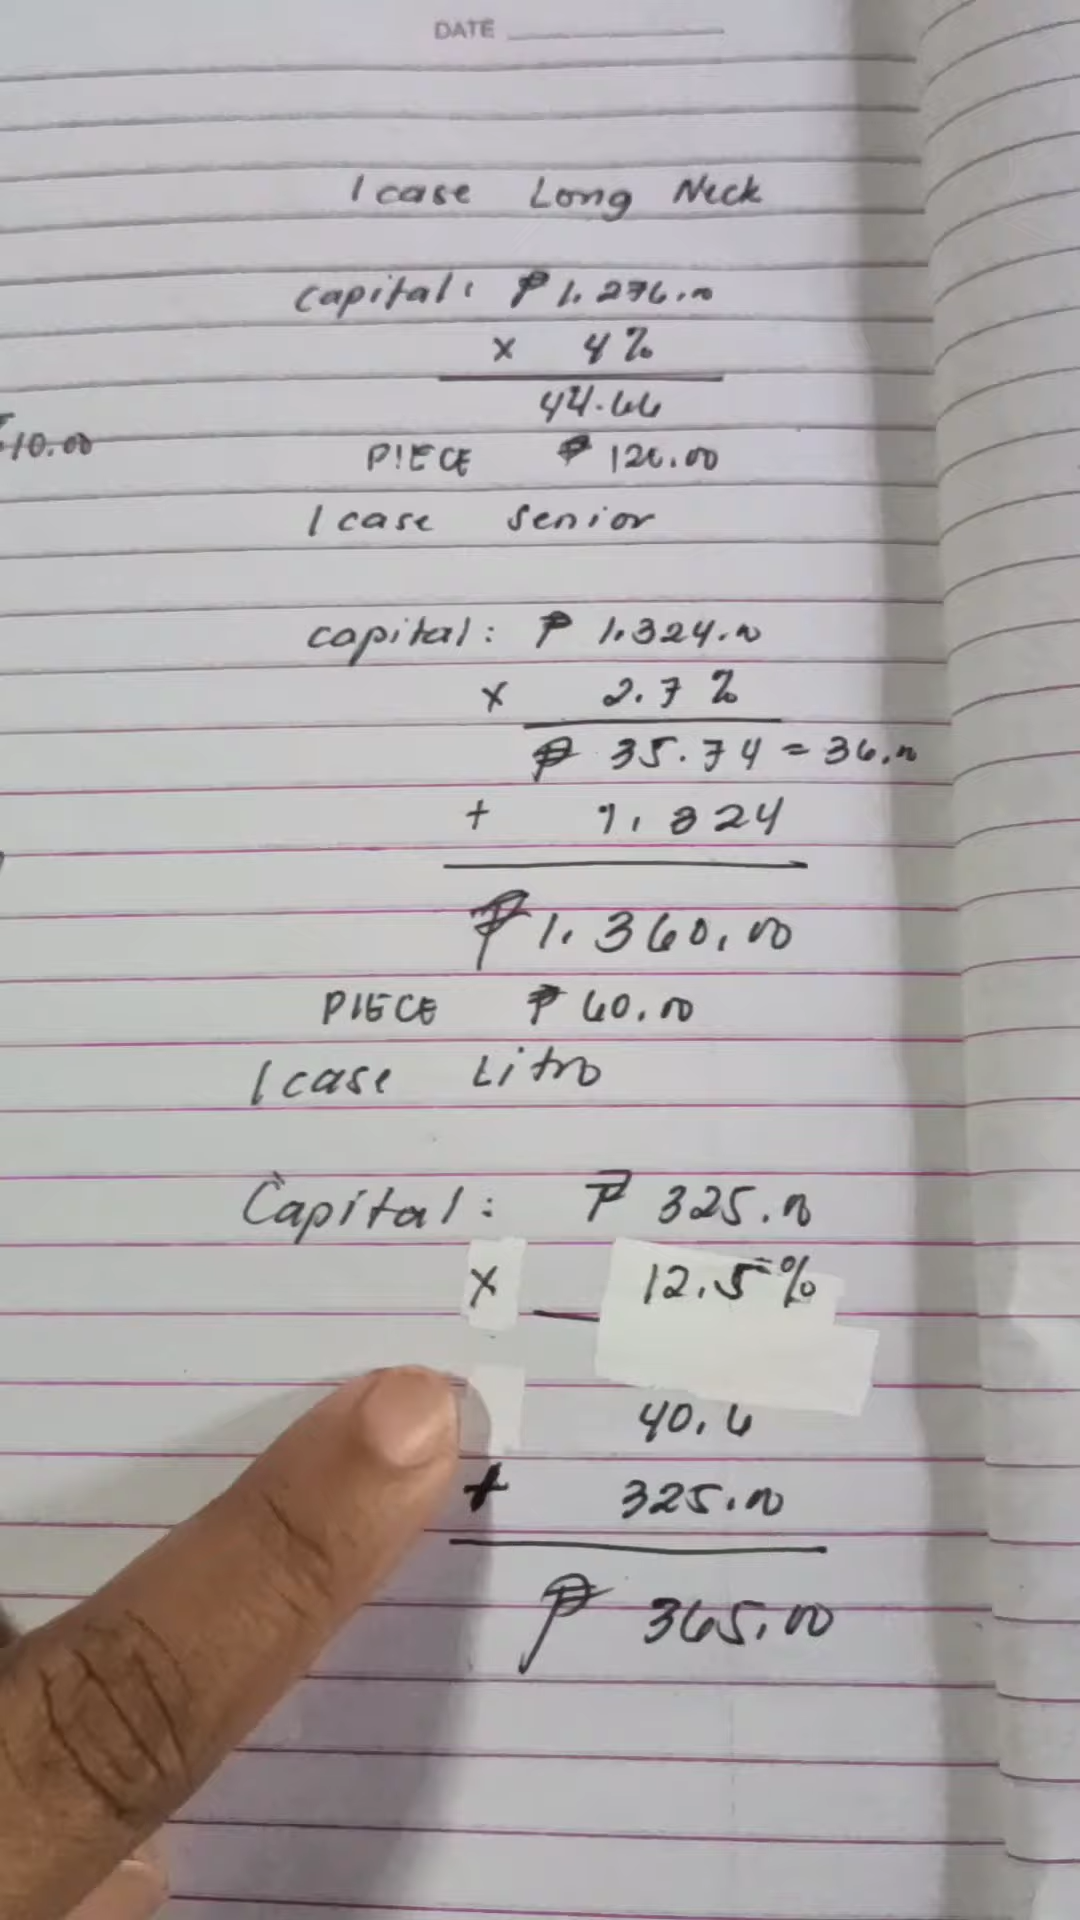 DATE
1 case Long Neck
capital: ₱ 1,276.00
x 4%
44.66
10.00
PIECE ₱ 120.00
1 case senior
capital: ₱ 1,324.00
x 2.7 %
₱ 35.74 = 36.00
+ 1,324
₱ 1,360.00
PIECE ₱ 60.00
1 case Litro
Capital: ₱ 325.00
x 12.5%
40.6
+ 325.00
₱ 365.00